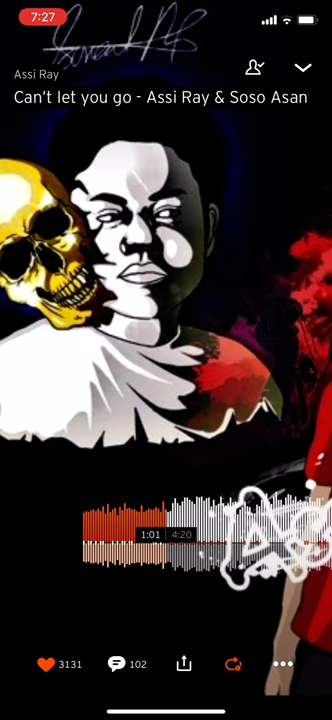 7:27
Assi Ray
Can't let you go - Assi Ray & Soso Asan
1:01 | 4:20
3131
102